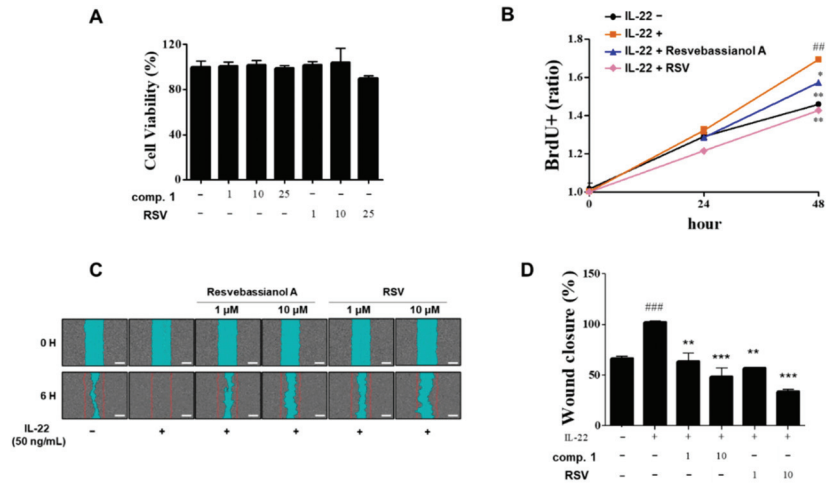 A
Cell Viability (%)
120
80
40
0
comp. 1 – 1 10 25 – – –
RSV – – – – 1 10 25
B
IL-22 –
IL-22 +
IL-22 + Resvebassianol A
IL-22 + RSV
BrdU+ (ratio)
1.8
1.6
1.4
1.2
1.0
##
*
**
**
0 24 48
hour
C
Resvebassianol A RSV
1 μM 10 μM 1 μM 10 μM
0 H
6 H
IL-22 – + + + + +
(50 ng/mL)
D
Wound closure (%)
150
100
50
0
###
** *** ** ***
IL-22 – + + + + +
comp. 1 – – 1 10 – –
RSV – – – – 1 10